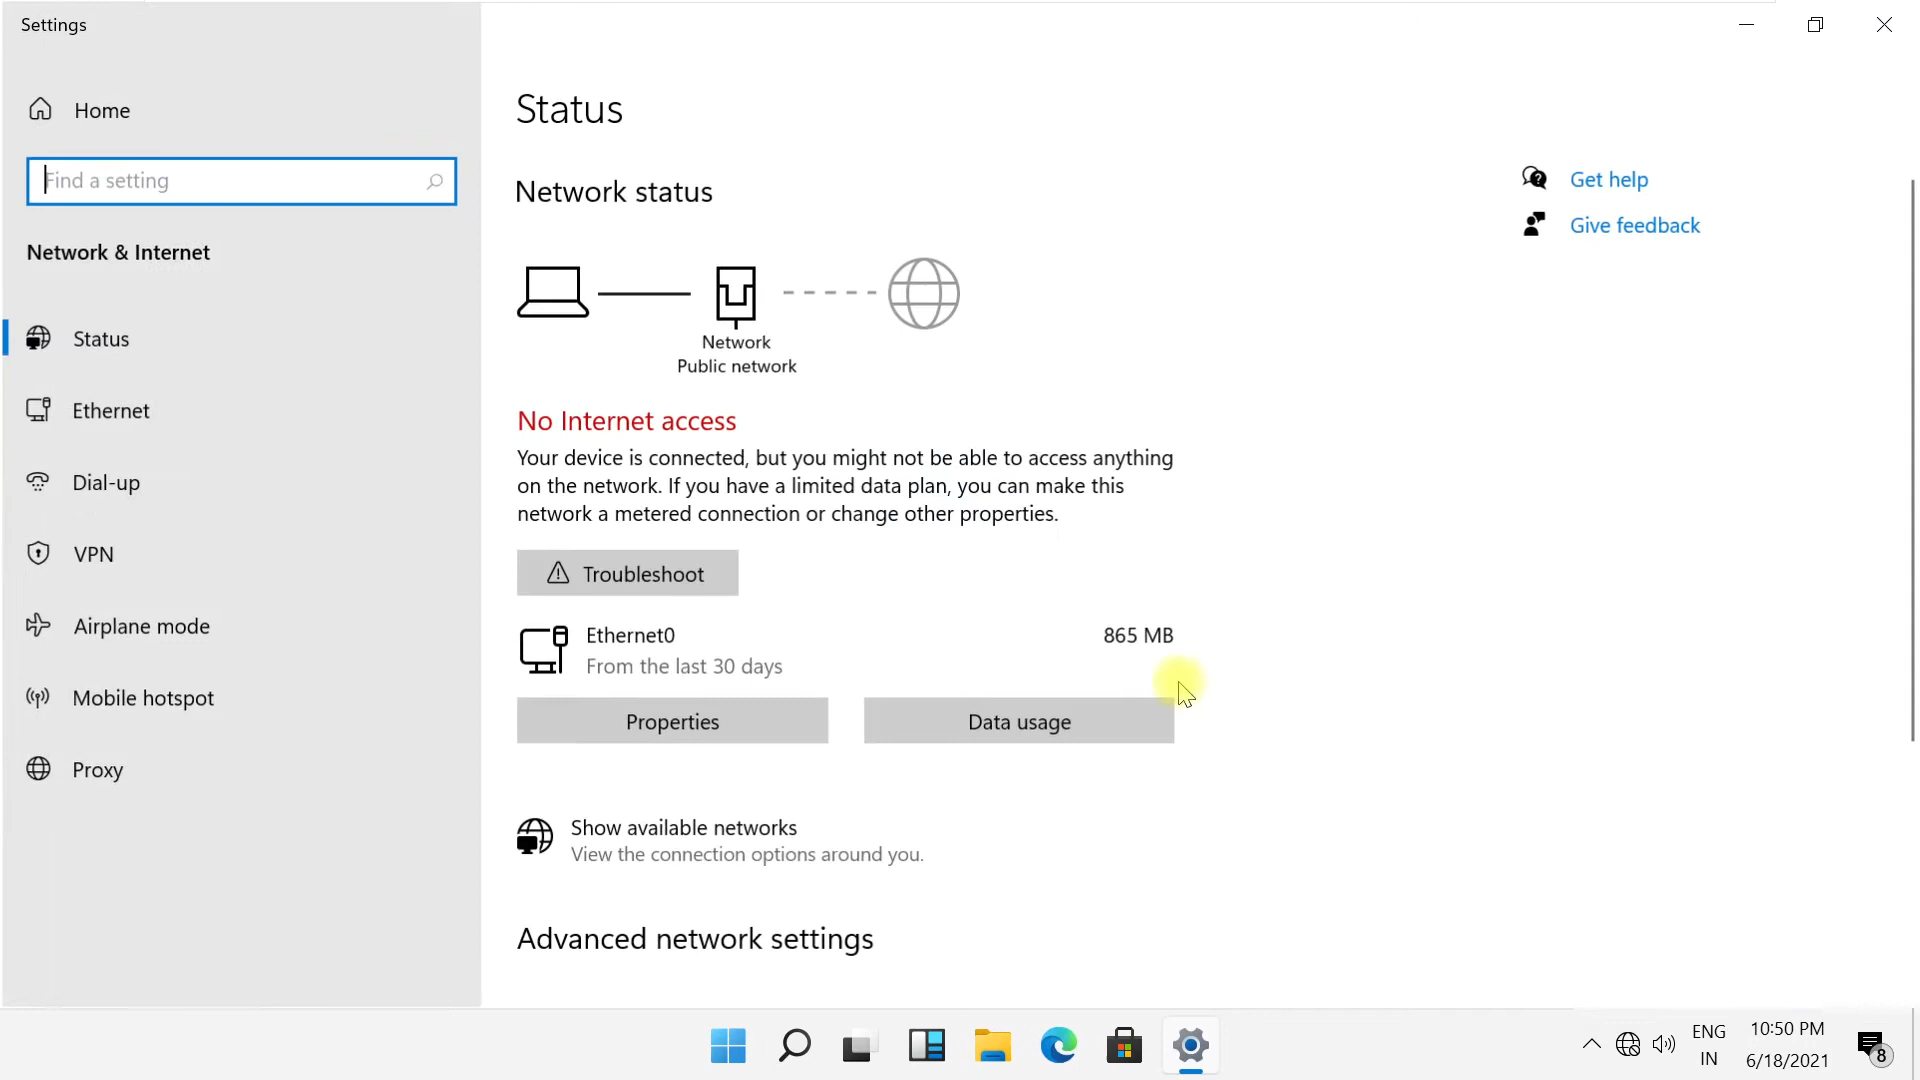 Settings
Home
Find a setting
Network & Internet
Status
Ethernet
Dial-up
VPN
Airplane mode
Mobile hotspot
Proxy
Status
Network status
Network
Public network
No Internet access
Your device is connected, but you might not be able to access anything
on the network. If you have a limited data plan, you can make this
network a metered connection or change other properties.
Troubleshoot
Ethernet0
865 MB
From the last 30 days
Properties
Data usage
Show available networks
View the connection options around you.
Advanced network settings
Get help
Give feedback
ENG
IN
10:50 PM
6/18/2021
8